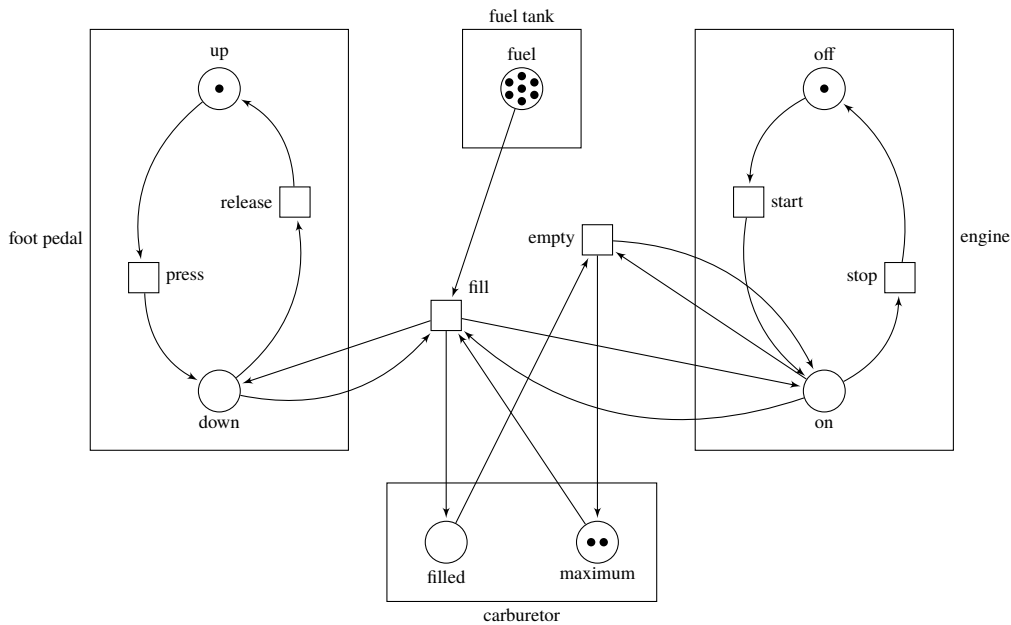 fuel tank
up
fuel
off
release
start
foot pedal
empty
engine
press
stop
fill
down
on
filled
maximum
carburetor